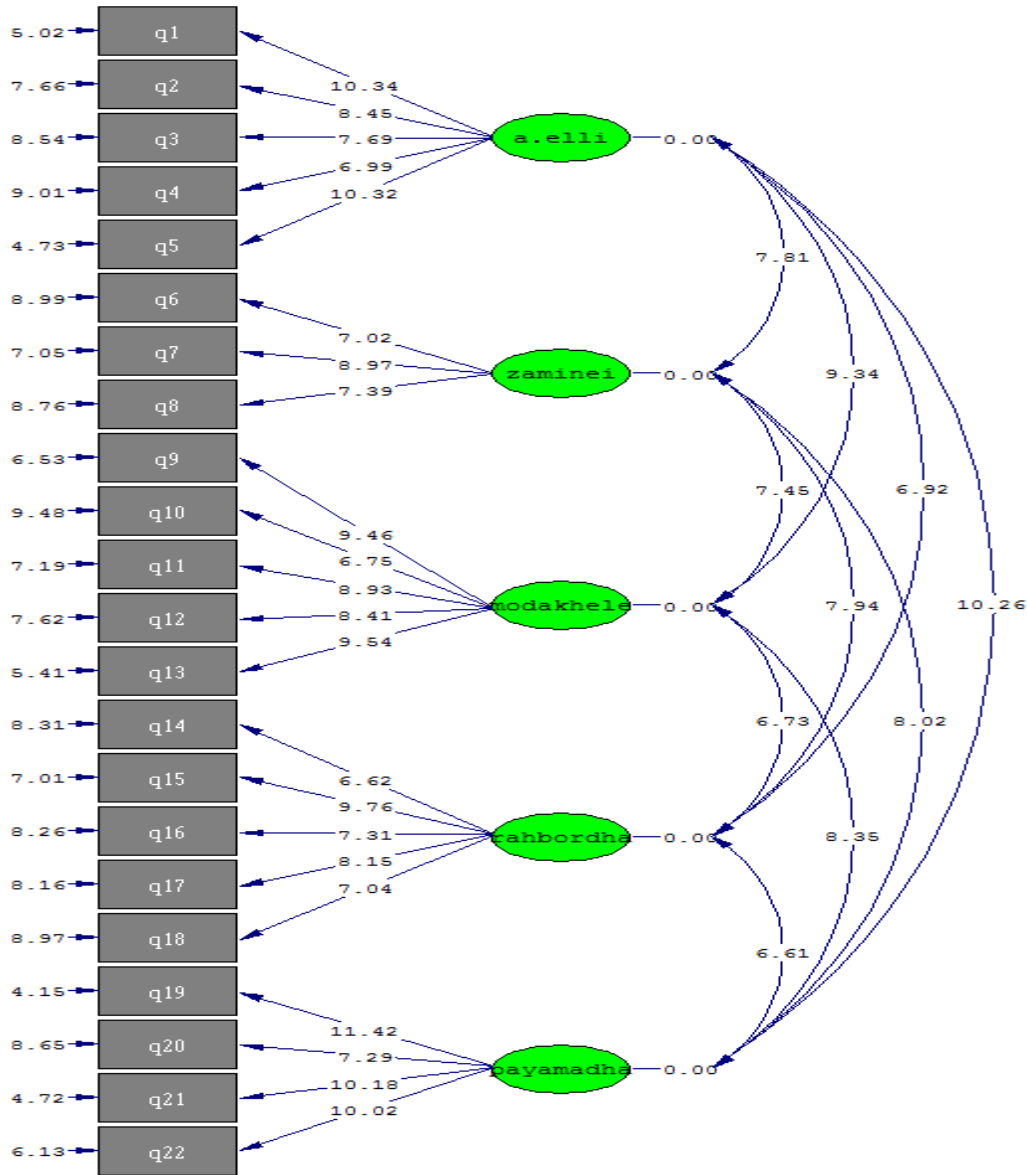 5.02 q1
10.34
7.66 q2
8.45
8.54 q3 7.69 a.elli 0.00
6.99
9.01 q4
10.32
4.73 q5
7.81
8.99 q6
7.02
7.05 q7
8.97 zaminei 0.00 9.34
7.39
8.76 q8
6.53 q9
7.45 6.92
9.48 q10
9.46
6.75
7.19 q11
8.93 modakhele 0.00 7.94 10.26
8.41
7.62 q12
9.54
5.41 q13
8.31 q14
6.73 8.02
7.01 q15
6.62
9.76
8.26 q16 7.31 rahbordha 0.00 8.35
8.15
8.16 q17
7.04
8.97 q18
6.61
4.15 q19
11.42
8.65 q20
7.29 payamadha 0.00
10.18
4.72 q21
10.02
6.13 q22